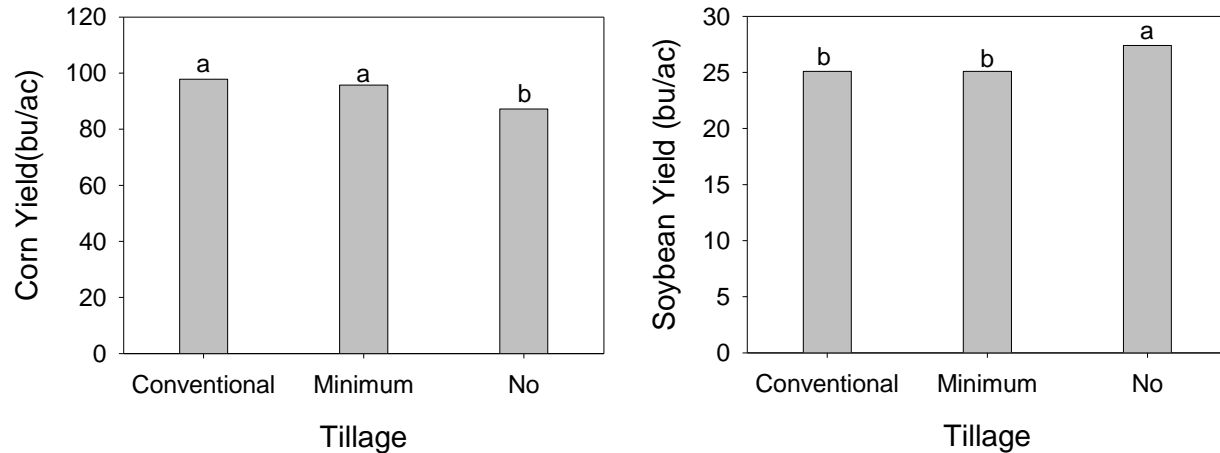 Corn Yield(bu/ac)
120
100
80
60
40
20
0
a
a
b
Conventional
Minimum
No
Tillage
Soybean Yield (bu/ac)
30
25
20
15
10
5
0
b
b
a
Conventional
Minimum
No
Tillage